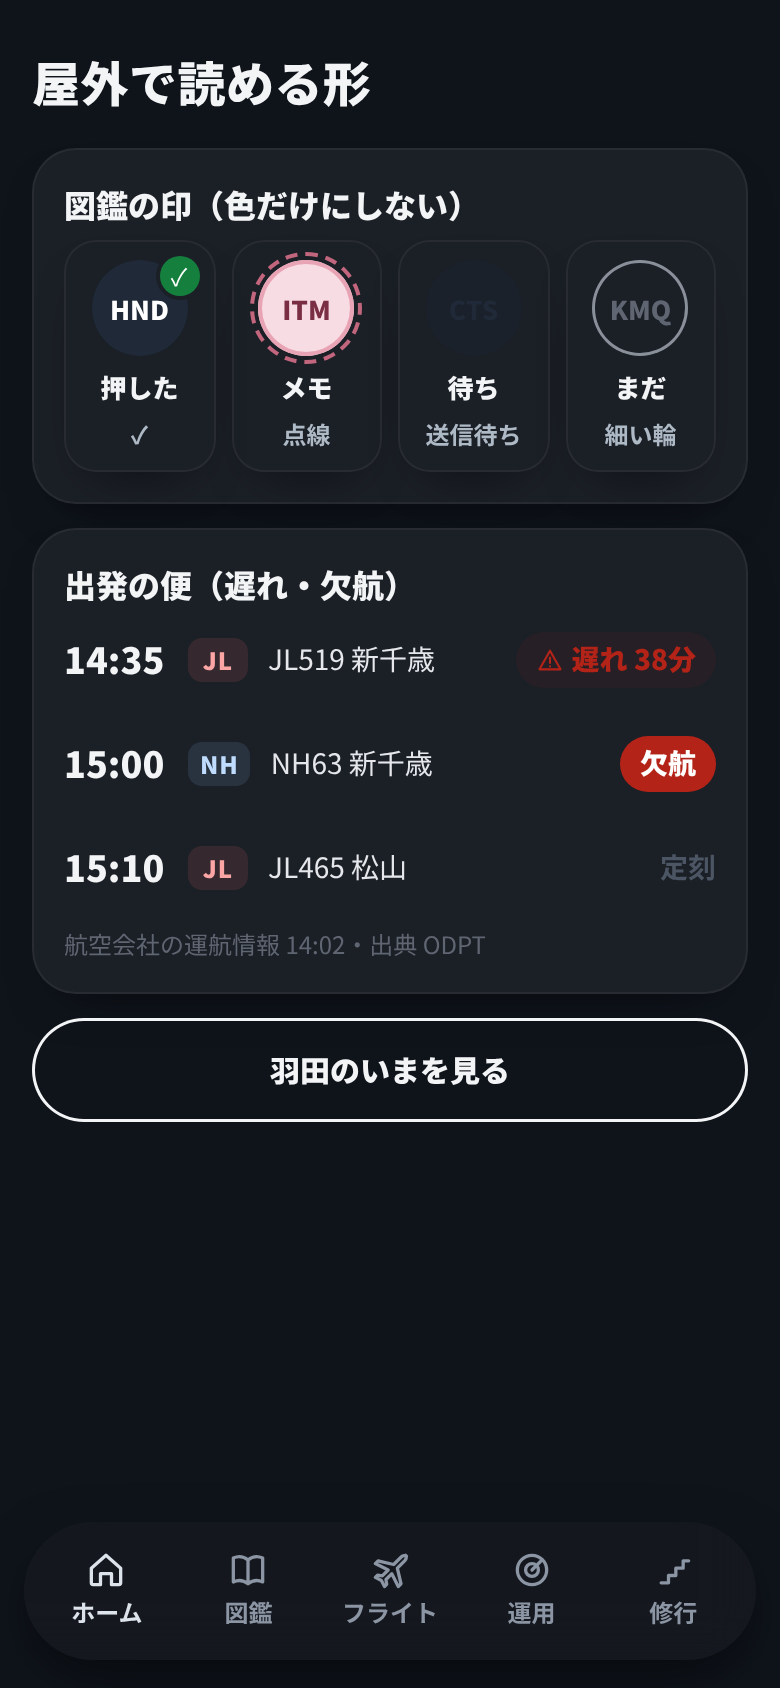 屋外で読める形
図鑑の印（色だけにしない）
HND ✓
押した
✓
ITM
メモ
点線
CTS
待ち
送信待ち
KMQ
まだ
細い輪
出発の便（遅れ・欠航）
14:35 JL JL519 新千歳 ⚠ 遅れ 38分
15:00 NH NH63 新千歳 欠航
15:10 JL JL465 松山 定刻
航空会社の運航情報 14:02・出典 ODPT
羽田のいまを見る
ホーム 図鑑 フライト 運用 修行